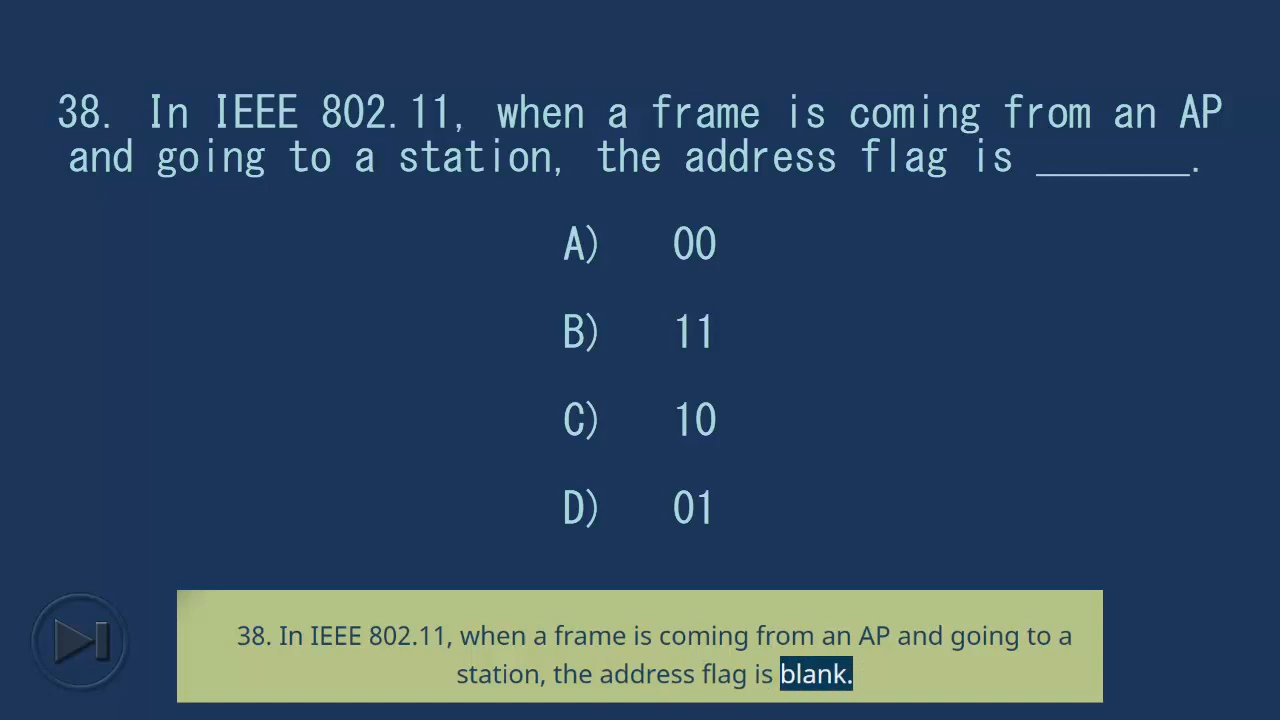 38. In IEEE 802.11, when a frame is coming from an AP
and going to a station, the address flag is _______.
A) 00
B) 11
C) 10
D) 01
38. In IEEE 802.11, when a frame is coming from an AP and going to a
station, the address flag is blank.